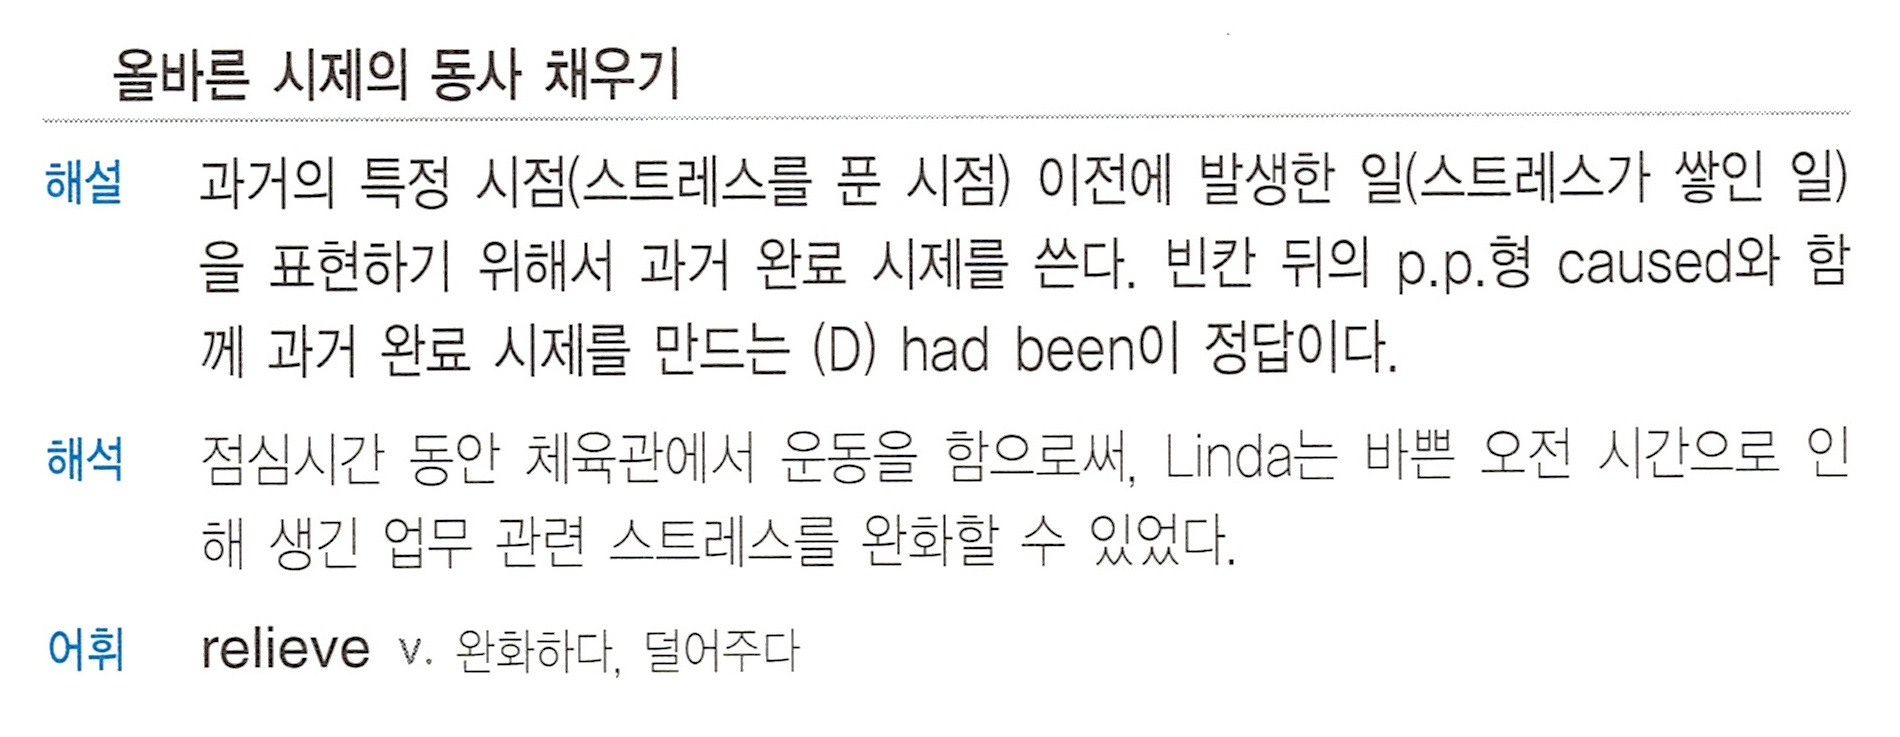 올바른 시제의 동사 채우기
해설 과거의 특정 시점(스트레스를 푼 시점) 이전에 발생한 일(스트레스가 쌓인 일)
을 표현하기 위해서 과거 완료 시제를 쓴다. 빈칸 뒤의 p.p.형 caused와 함
께 과거 완료 시제를 만드는 (D) had been이 정답이다.
해석 점심시간 동안 체육관에서 운동을 함으로써, Linda는 바쁜 오전 시간으로 인
해 생긴 업무 관련 스트레스를 완화할 수 있었다.
어휘 relieve v. 완화하다, 덜어주다